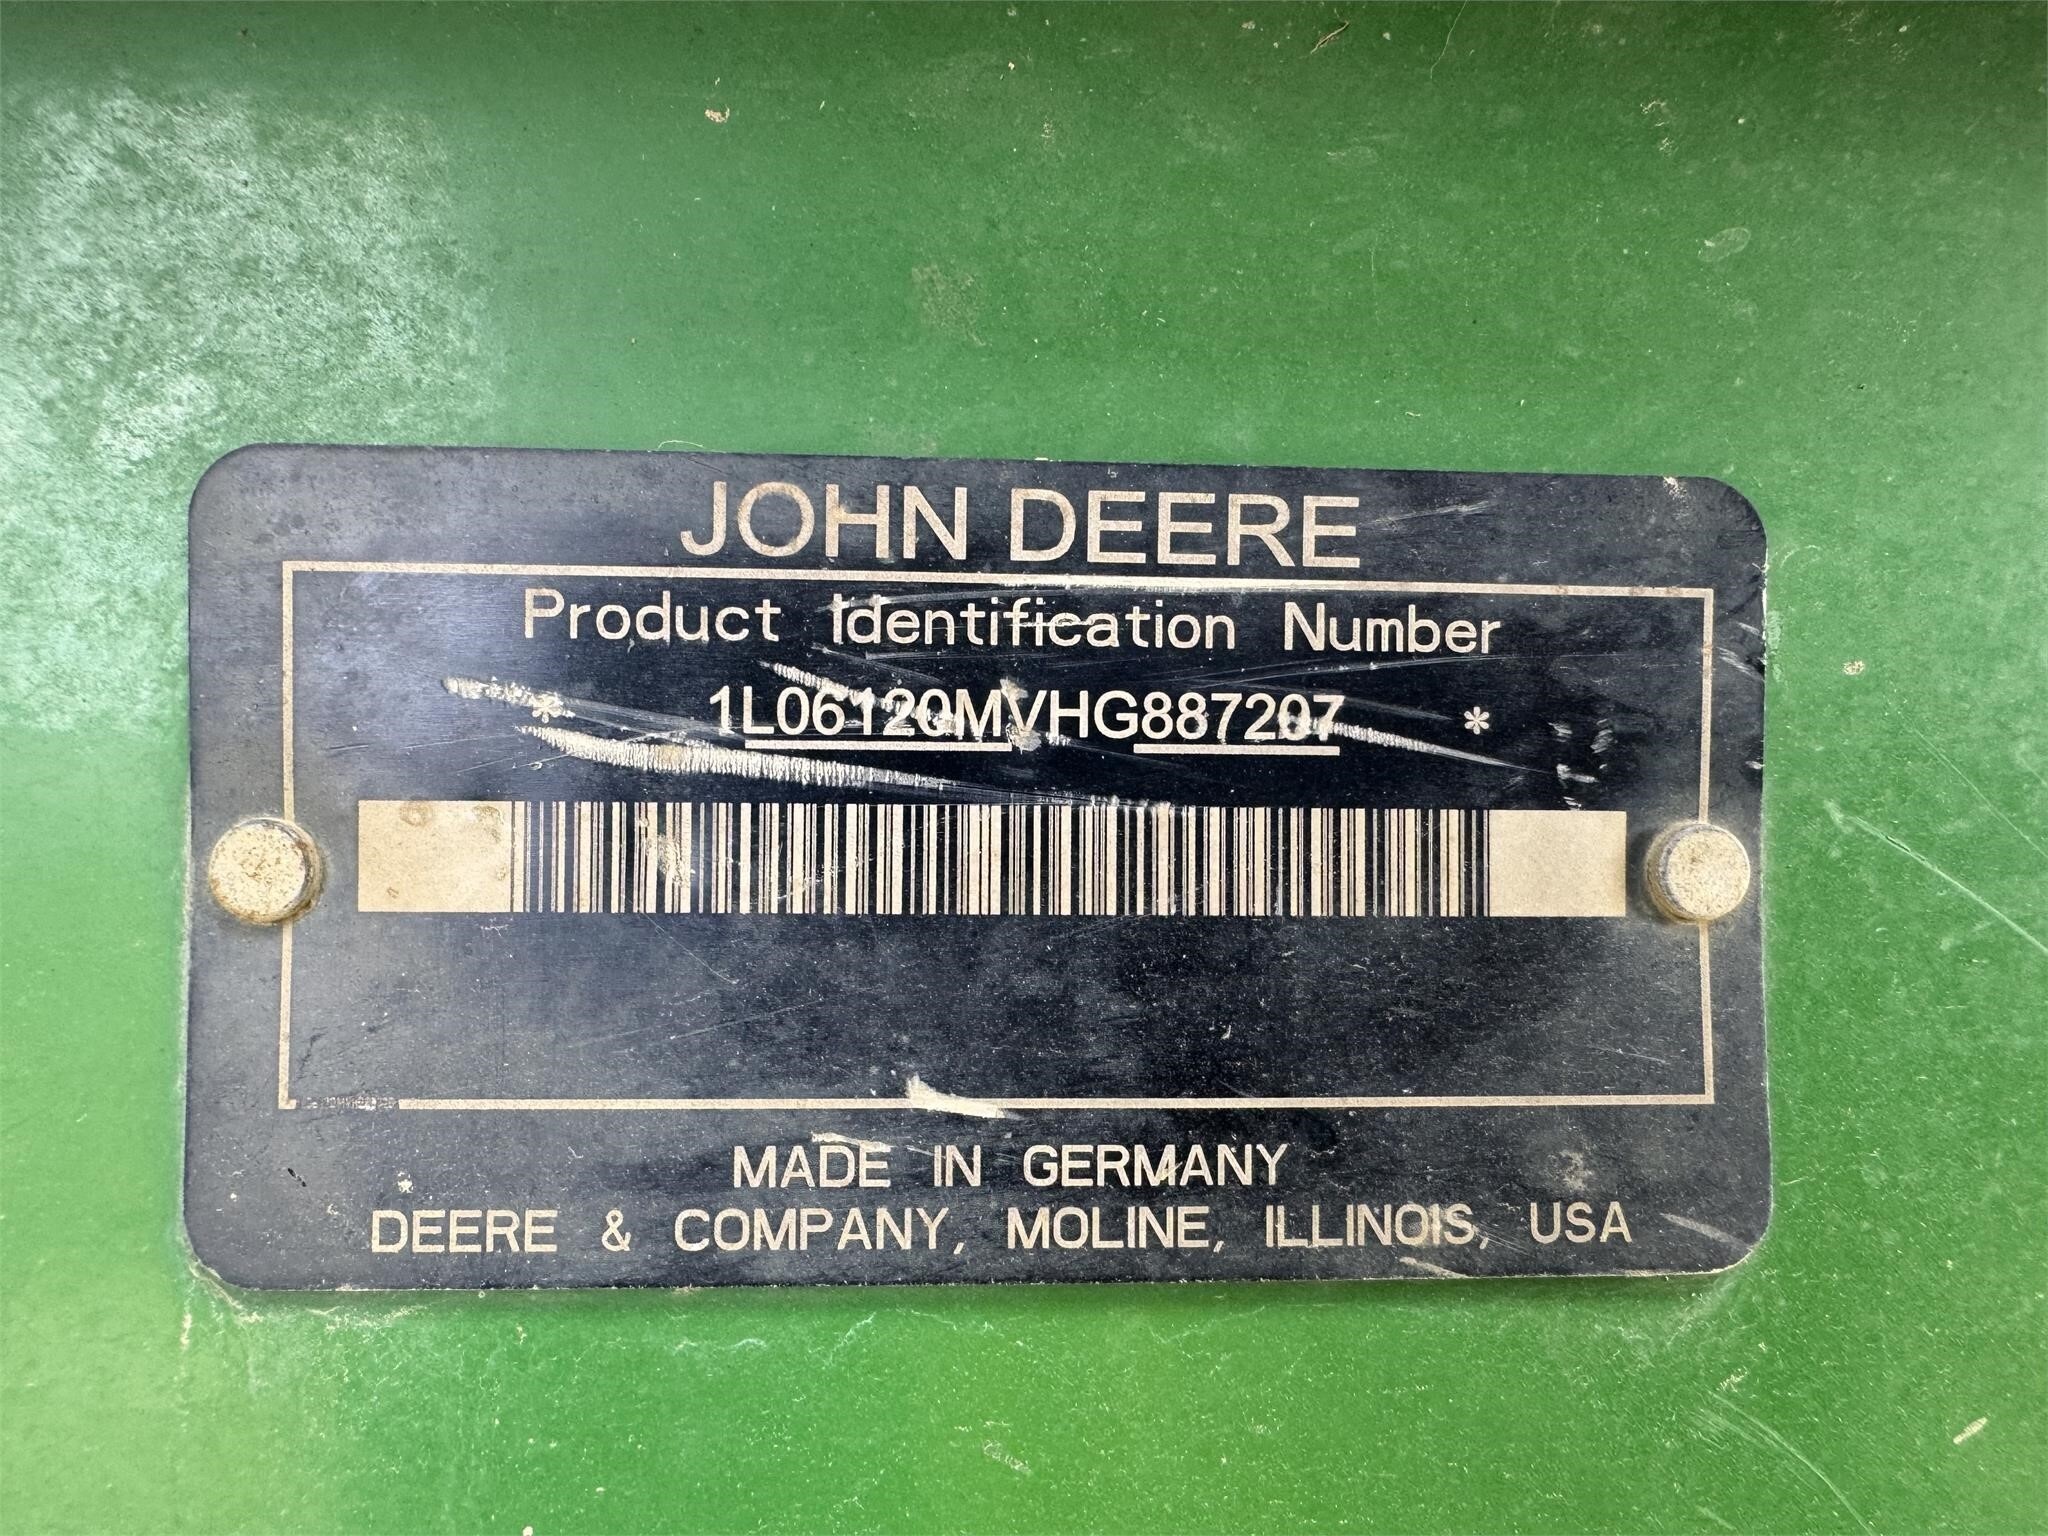 JOHN DEERE
Product Identification Number
* 1L06120MVHG887207 *
MADE IN GERMANY
DEERE & COMPANY, MOLINE, ILLINOIS, USA